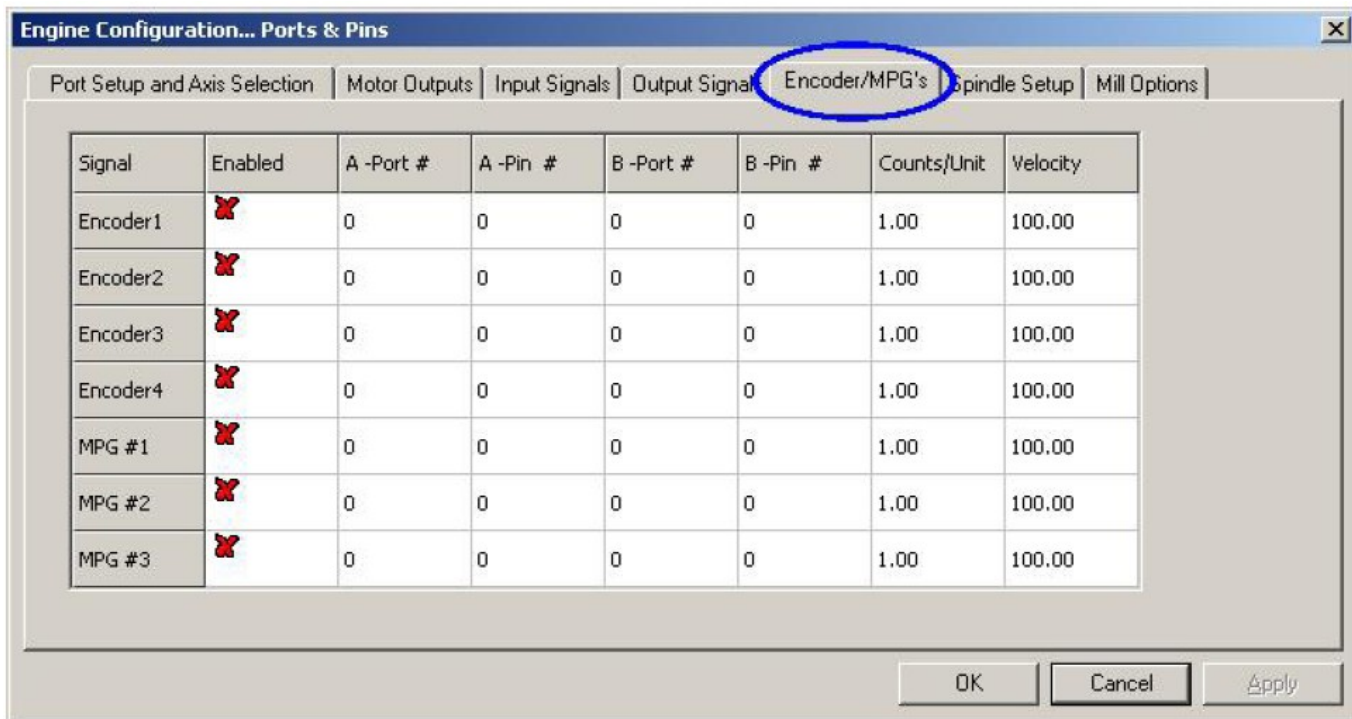 Engine Configuration... Ports & Pins
Port Setup and Axis Selection Motor Outputs Input Signals Output Signals Encoder/MPG's Spindle Setup Mill Options
Signal Enabled A -Port # A -Pin # B -Port # B -Pin # Counts/Unit Velocity
Encoder1 0 0 0 0 1.00 100.00
Encoder2 0 0 0 0 1.00 100.00
Encoder3 0 0 0 0 1.00 100.00
Encoder4 0 0 0 0 1.00 100.00
MPG #1 0 0 0 0 1.00 100.00
MPG #2 0 0 0 0 1.00 100.00
MPG #3 0 0 0 0 1.00 100.00
OK Cancel Apply